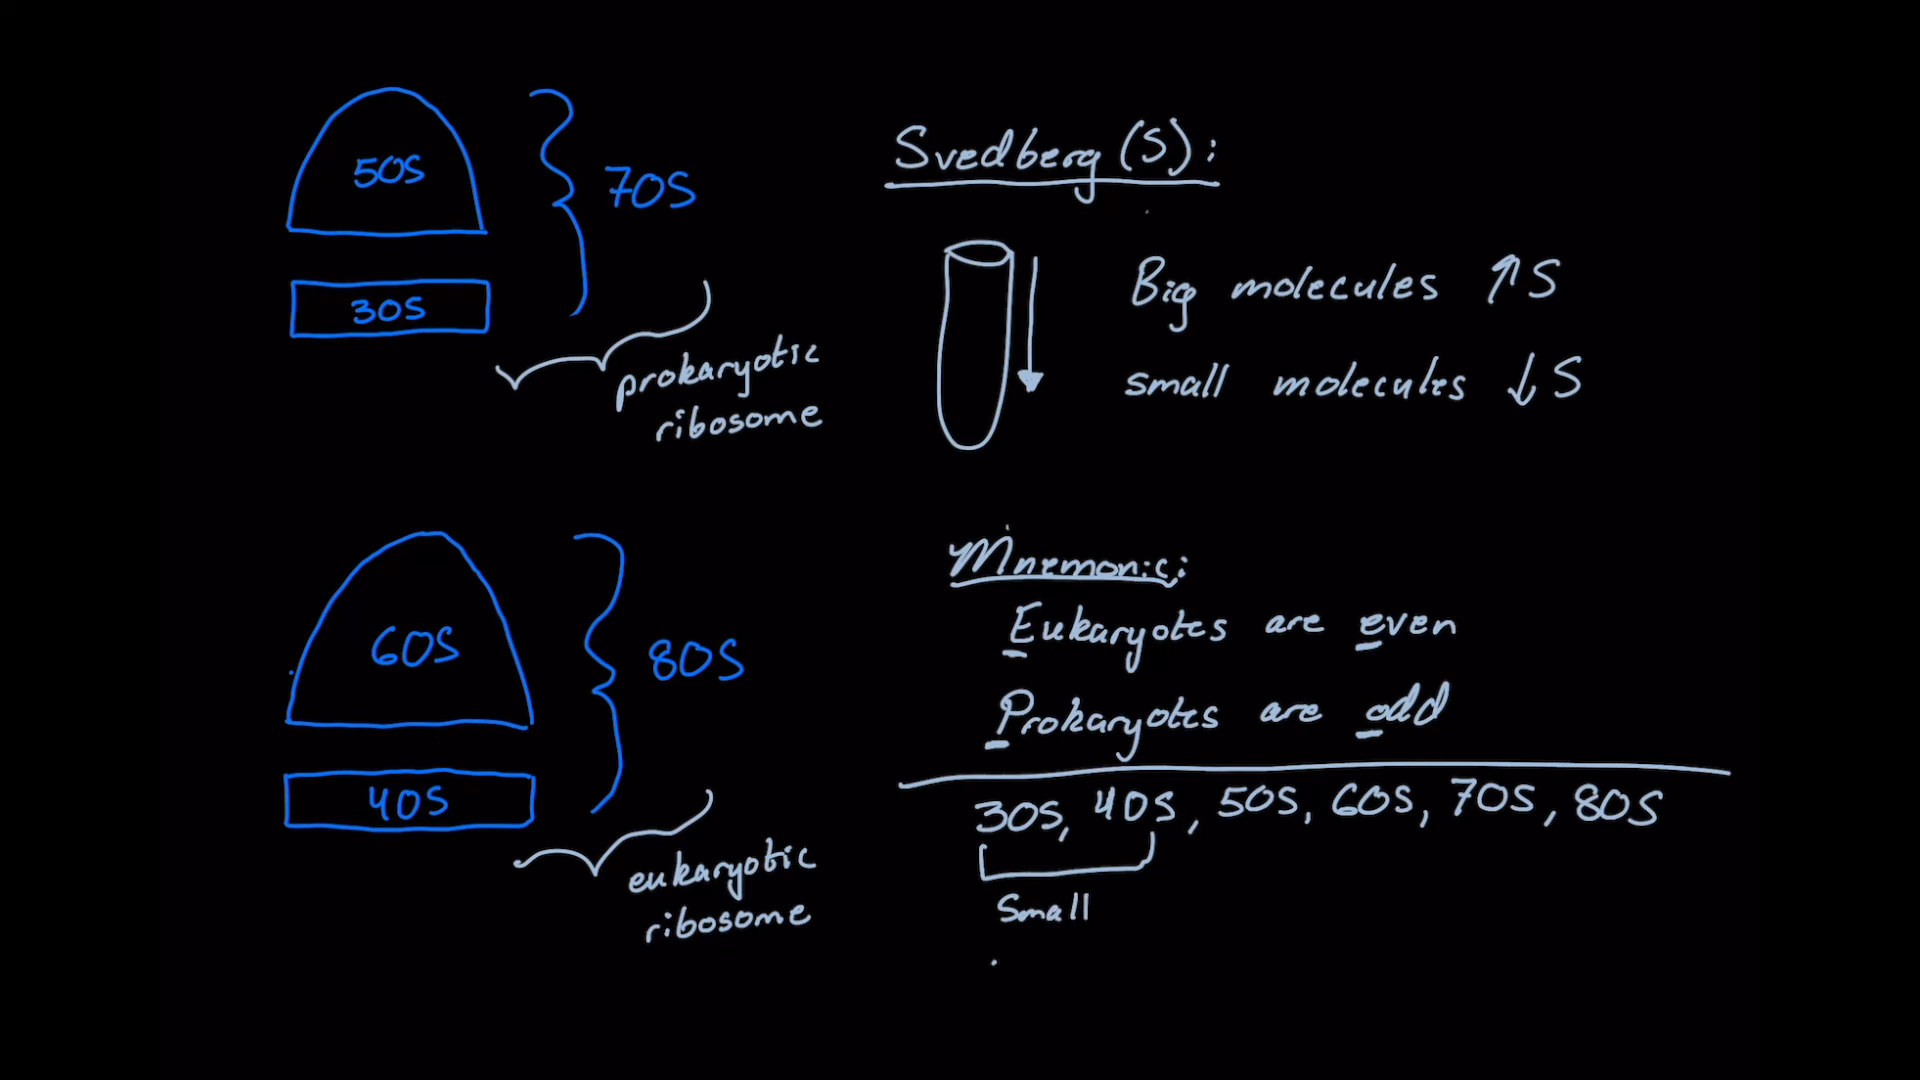 50S
70S
30S
prokaryotic
ribosome
Svedberg (S):
Big molecules ↑S
small molecules ↓S
60S
80S
40S
eukaryotic
ribosome
Mnemonic:
Eukaryotes are even
Prokaryotes are odd
30S, 40S, 50S, 60S, 70S, 80S
Small